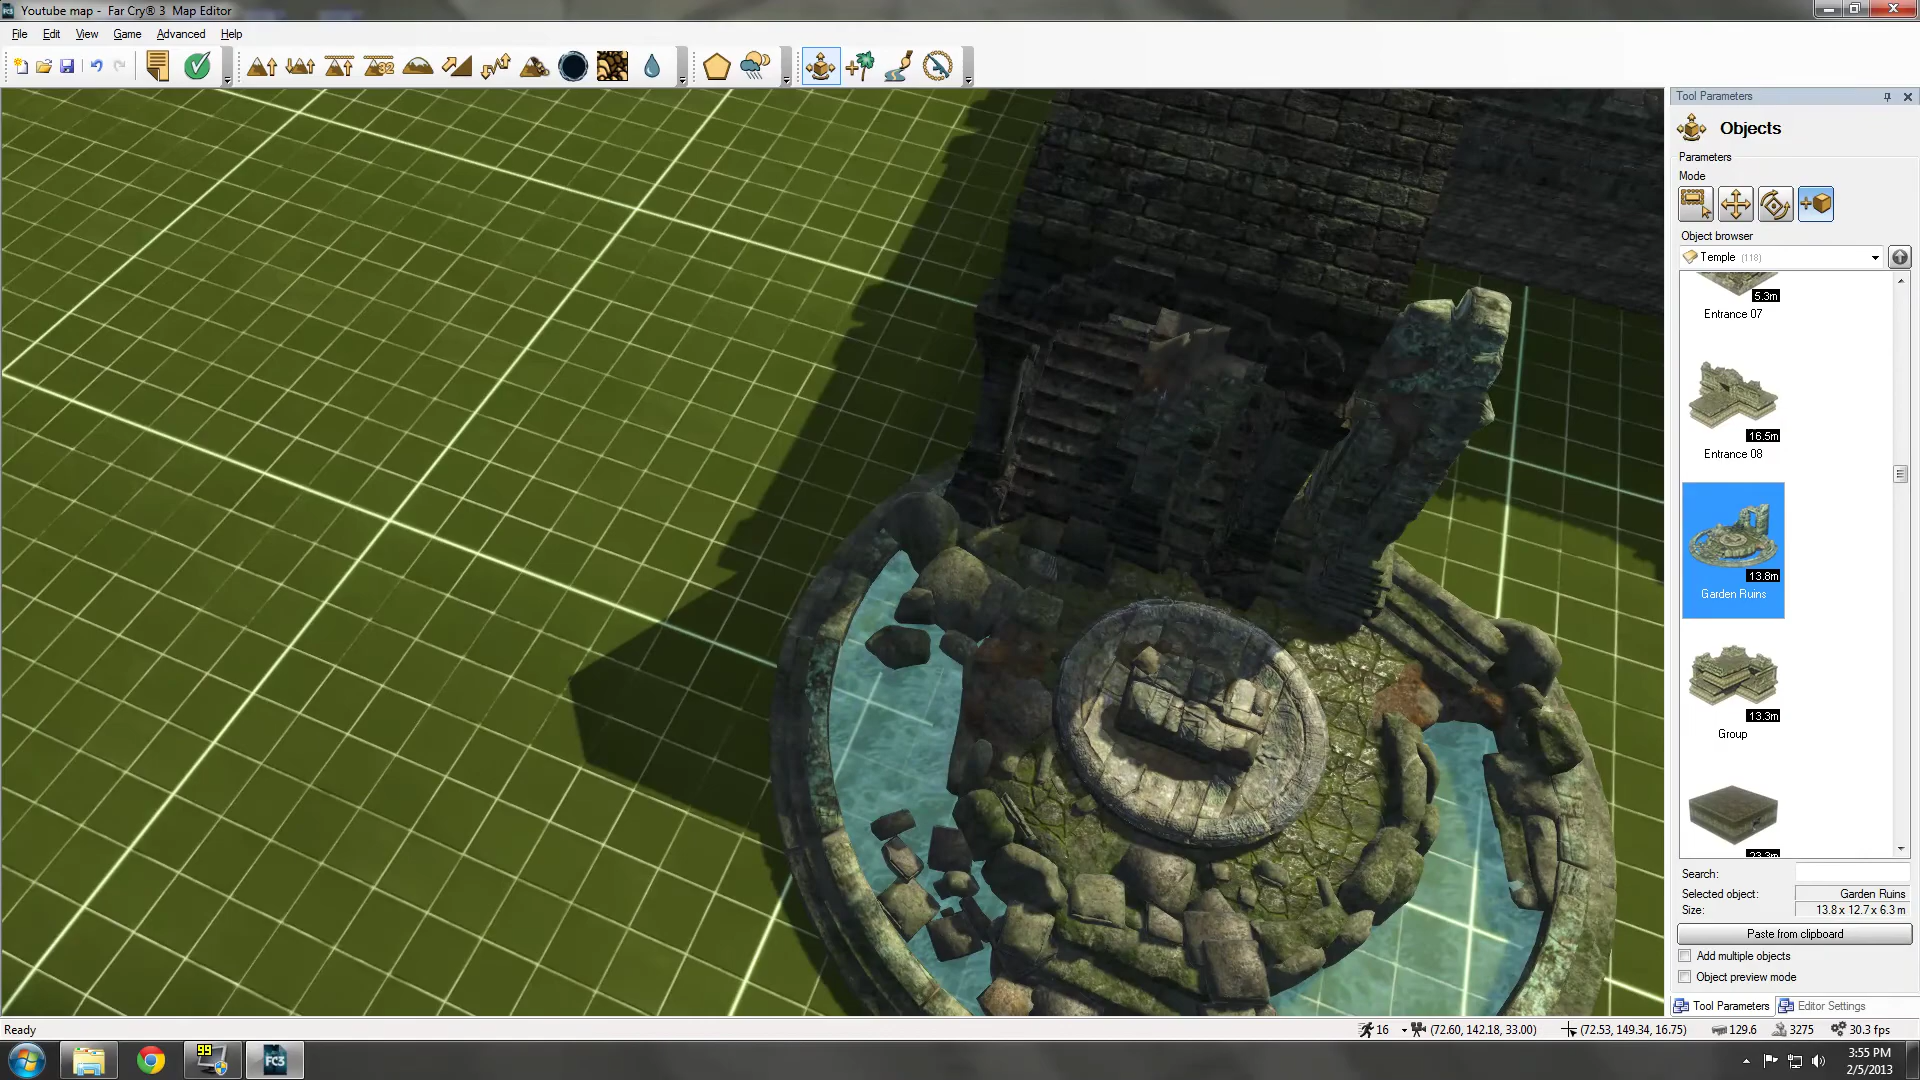 Youtube map - Far Cry® 3 Map Editor
File Edit View Game Advanced Help
Tool Parameters
Objects
Parameters
Mode
Object browser
Temple (118)
5.3m
Entrance 07
16.5m
Entrance 08
13.8m
Garden Ruins
13.3m
Group
23.3m
Search:
Selected object: Garden Ruins
Size: 13.8 x 12.7 x 6.3 m
Paste from clipboard
Add multiple objects
Object preview mode
Tool Parameters Editor Settings
Ready 16 (72.60, 142.18, 33.00) (72.53, 149.34, 16.75) 129.6 3275 30.3 fps
99 FC3 3:55 PM
2/5/2013